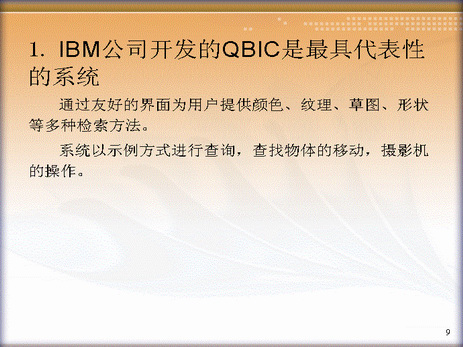 1. IBM公司开发的QBIC是最具代表性
的系统
通过友好的界面为用户提供颜色、纹理、草图、形状
等多种检索方法。
系统以示例方式进行查询，查找物体的移动，摄影机
的操作。
9